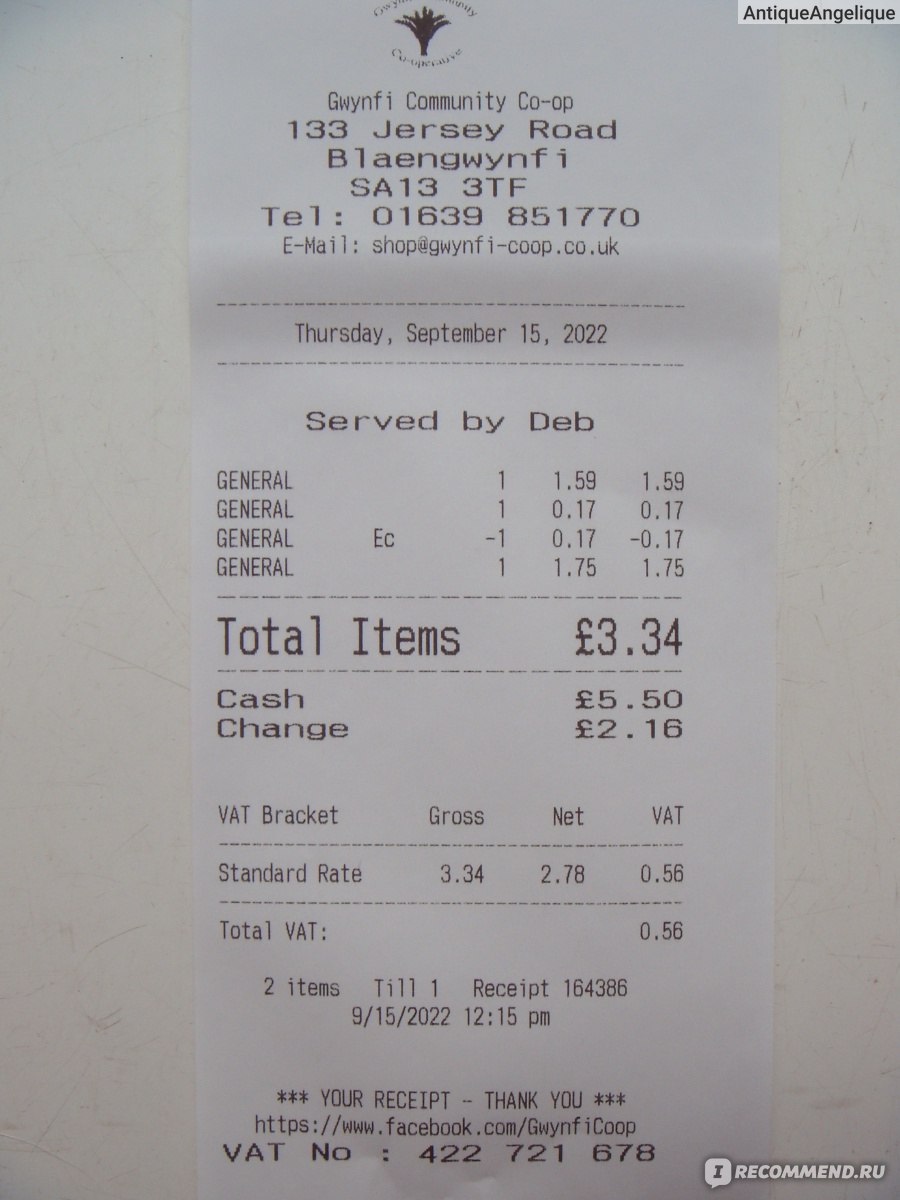 AntiqueAngelique
Gwynfi Community
Co-operative
Gwynfi Community Co-op
133 Jersey Road
Blaengwynfi
SA13 3TF
Tel: 01639 851770
E-Mail: shop@gwynfi-coop.co.uk
Thursday, September 15, 2022
Served by Deb
GENERAL 1 1.59 1.59
GENERAL 1 0.17 0.17
GENERAL Ec -1 0.17 -0.17
GENERAL 1 1.75 1.75
Total Items £3.34
Cash £5.50
Change £2.16
VAT Bracket Gross Net VAT
Standard Rate 3.34 2.78 0.56
Total VAT: 0.56
2 items Till 1 Receipt 164386
9/15/2022 12:15 pm
*** YOUR RECEIPT - THANK YOU ***
https://www.facebook.com/GwynfiCoop
VAT No : 422 721 678
IRECOMMEND.RU